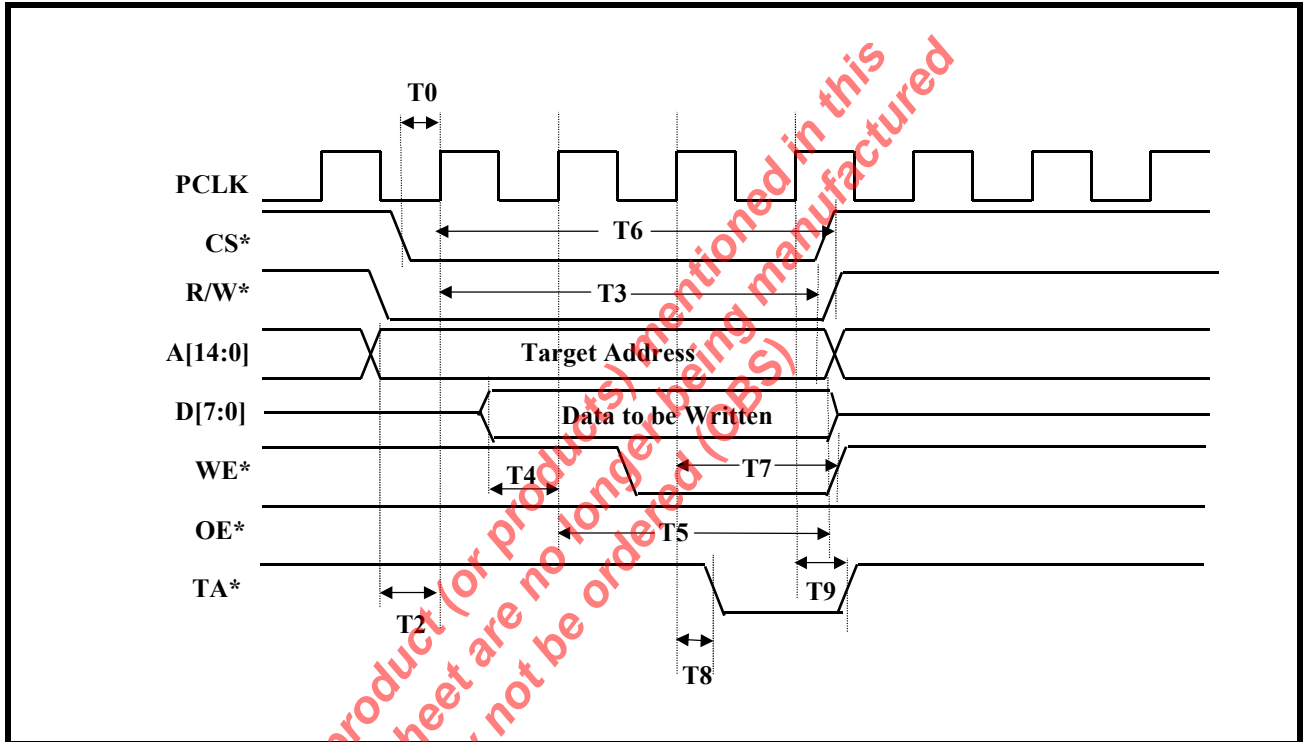 T0
PCLK
CS*
T6
R/W*
T3
A[14:0]
Target Address
D[7:0]
Data to be Written
WE*
T4
T7
OE*
T5
TA*
T9
T2
T8
product (or products) mentioned in this
sheet are no longer being manufactured
not be ordered (OBS)